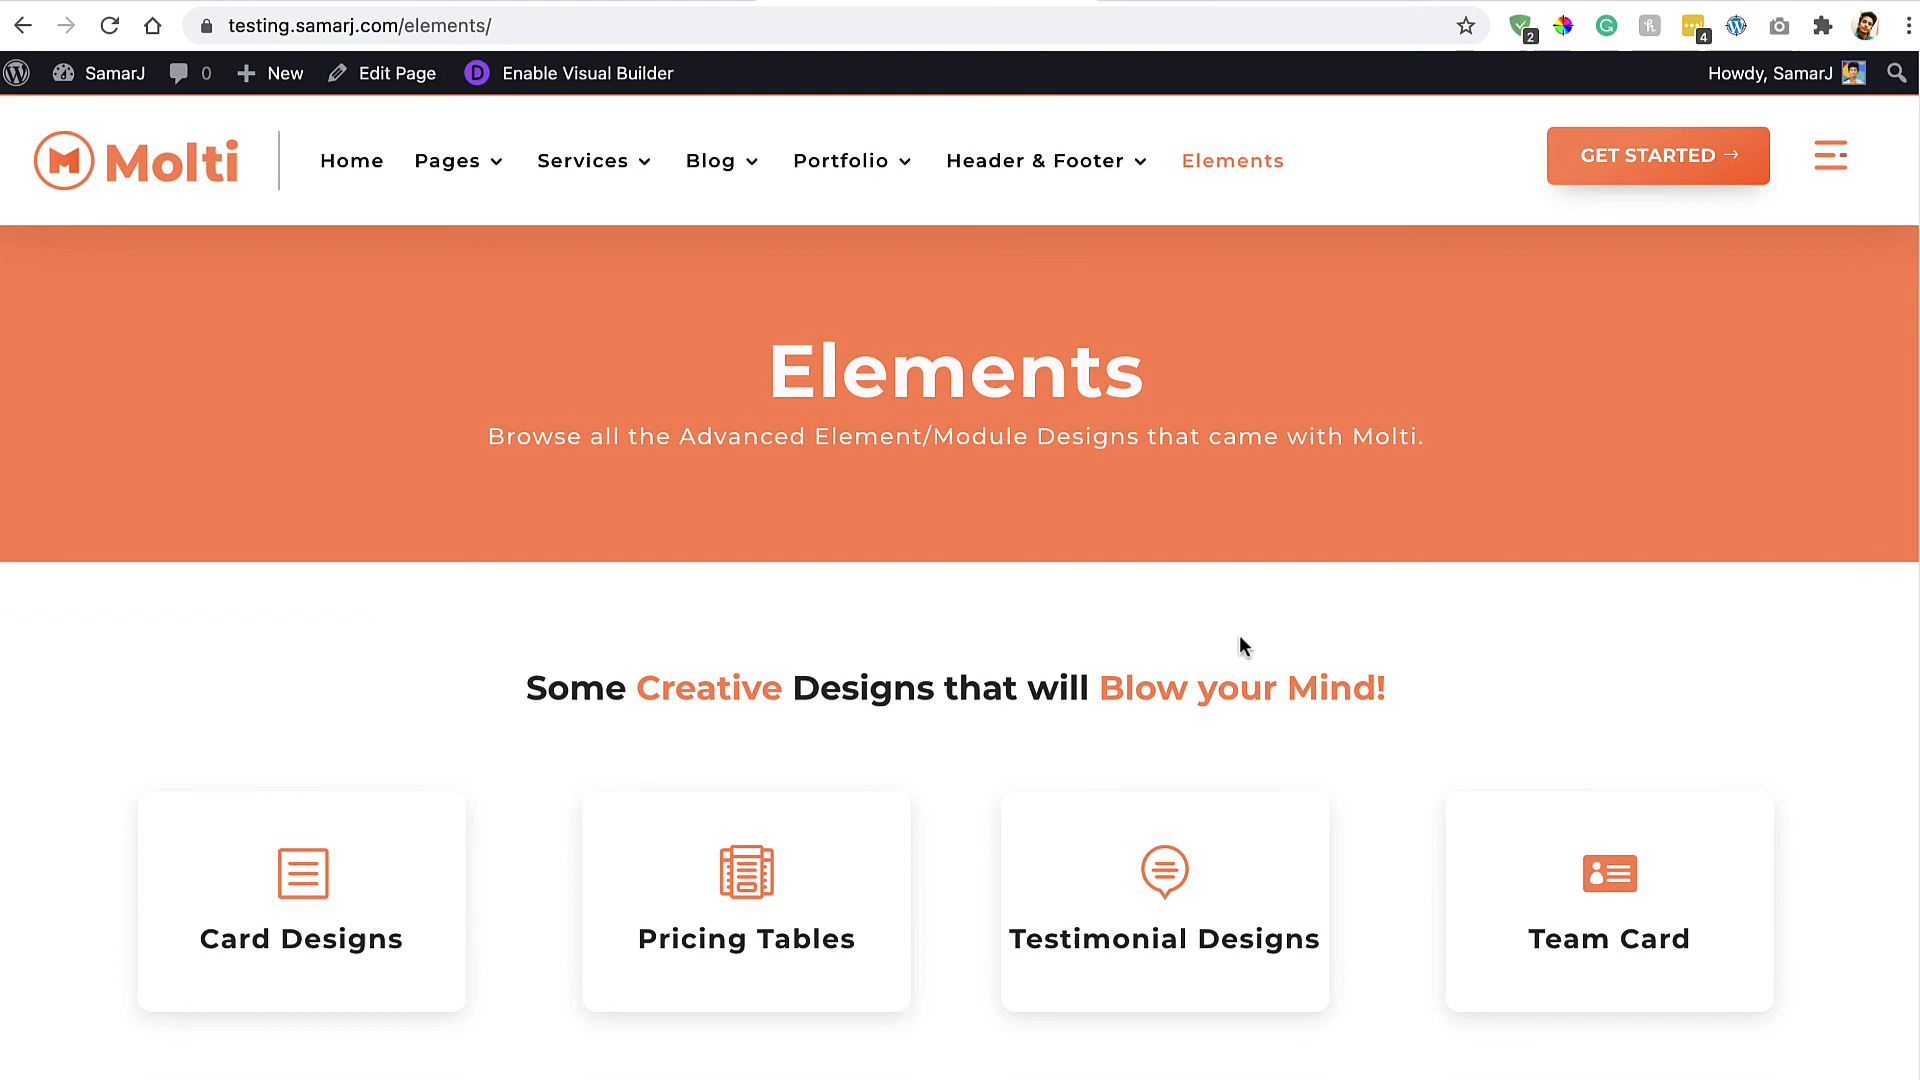 testing.samarj.com/elements/
2
4
SamarJ
0
New
Edit Page
D
Enable Visual Builder
Howdy, SamarJ
Molti
Home
Pages
Services
Blog
Portfolio
Header & Footer
Elements
GET STARTED →
Elements
Browse all the Advanced Element/Module Designs that came with Molti.
Some Creative Designs that will Blow your Mind!
Card Designs
Pricing Tables
Testimonial Designs
Team Card